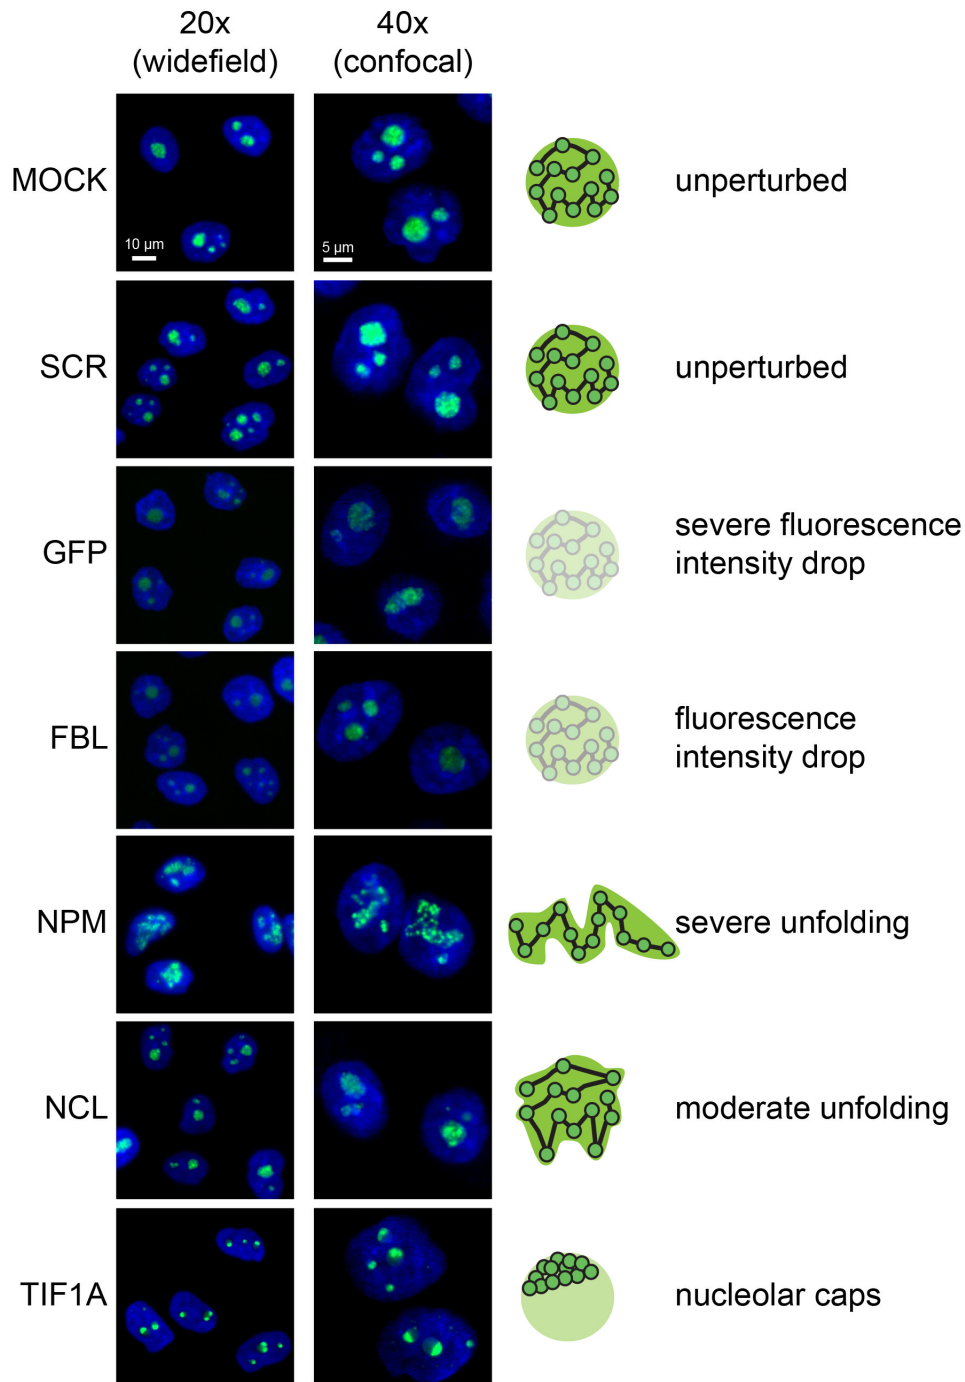 20x
(widefield)
40x
(confocal)
MOCK
10 µm
5 µm
unperturbed
SCR
unperturbed
GFP
severe fluorescence
intensity drop
FBL
fluorescence
intensity drop
NPM
severe unfolding
NCL
moderate unfolding
TIF1A
nucleolar caps